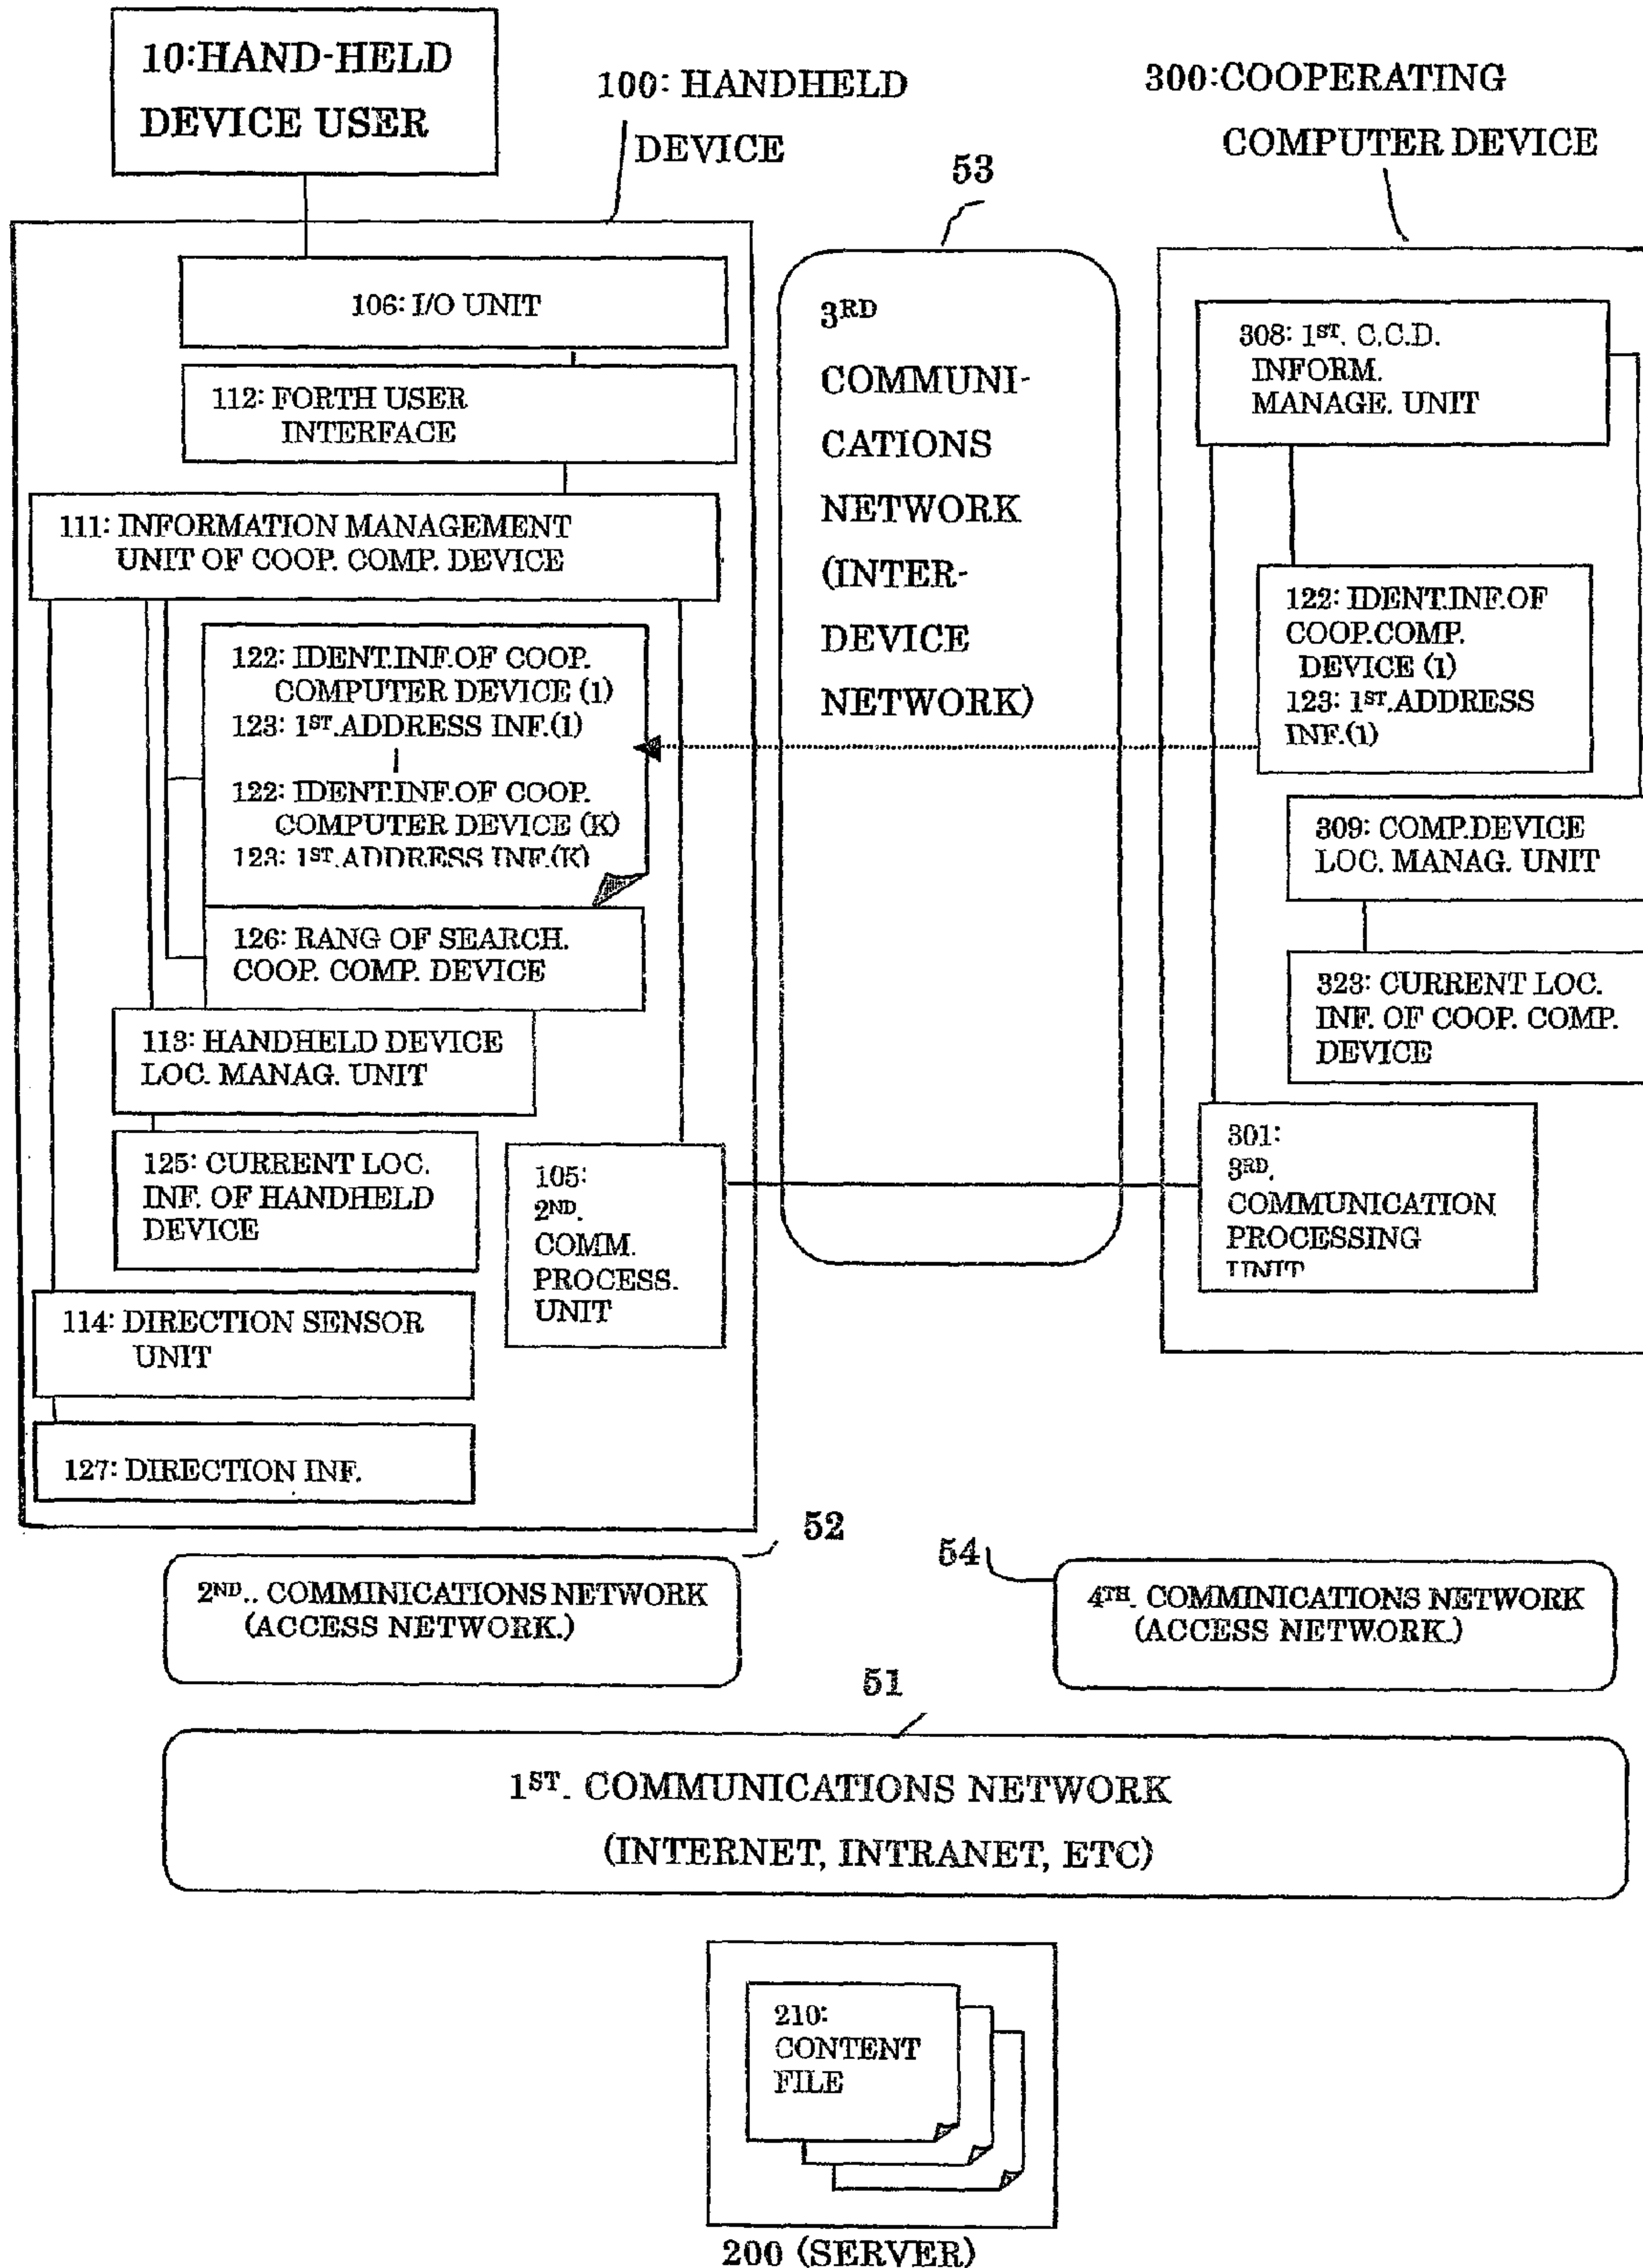 10:HAND-HELD
DEVICE USER
100: HANDHELD
DEVICE
300:COOPERATING
COMPUTER DEVICE
53
106: I/O UNIT
112: FORTH USER
INTERFACE
111: INFORMATION MANAGEMENT
UNIT OF COOP. COMP. DEVICE
122: IDENT.INF.OF COOP.
COMPUTER DEVICE (1)
123: 1ST.ADDRESS INF.(1)
122: IDENT.INF.OF COOP.
COMPUTER DEVICE (K)
123: 1ST.ADDRESS INF.(K)
126: RANG OF SEARCH.
COOP. COMP. DEVICE
113: HANDHELD DEVICE
LOC. MANAG. UNIT
125: CURRENT LOC.
INF. OF HANDHELD
DEVICE
105:
2ND.
COMM.
PROCESS.
UNIT
114: DIRECTION SENSOR
UNIT
127: DIRECTION INF.
3RD
COMMUNI-
CATIONS
NETWORK
(INTER-
DEVICE
NETWORK)
308: 1ST. C.C.D.
INFORM.
MANAGE. UNIT
122: IDENT.INF.OF
COOP.COMP.
DEVICE (1)
123: 1ST.ADDRESS
INF.(1)
309: COMP.DEVICE
LOC. MANAG. UNIT
323: CURRENT LOC.
INF. OF COOP. COMP.
DEVICE
301:
3RD.
COMMUNICATION
PROCESSING
UNIT
52
2ND.. COMMINICATIONS NETWORK
(ACCESS NETWORK.)
54
4TH. COMMINICATIONS NETWORK
(ACCESS NETWORK.)
51
1ST. COMMUNICATIONS NETWORK
(INTERNET, INTRANET, ETC)
210:
CONTENT
FILE
200 (SERVER)